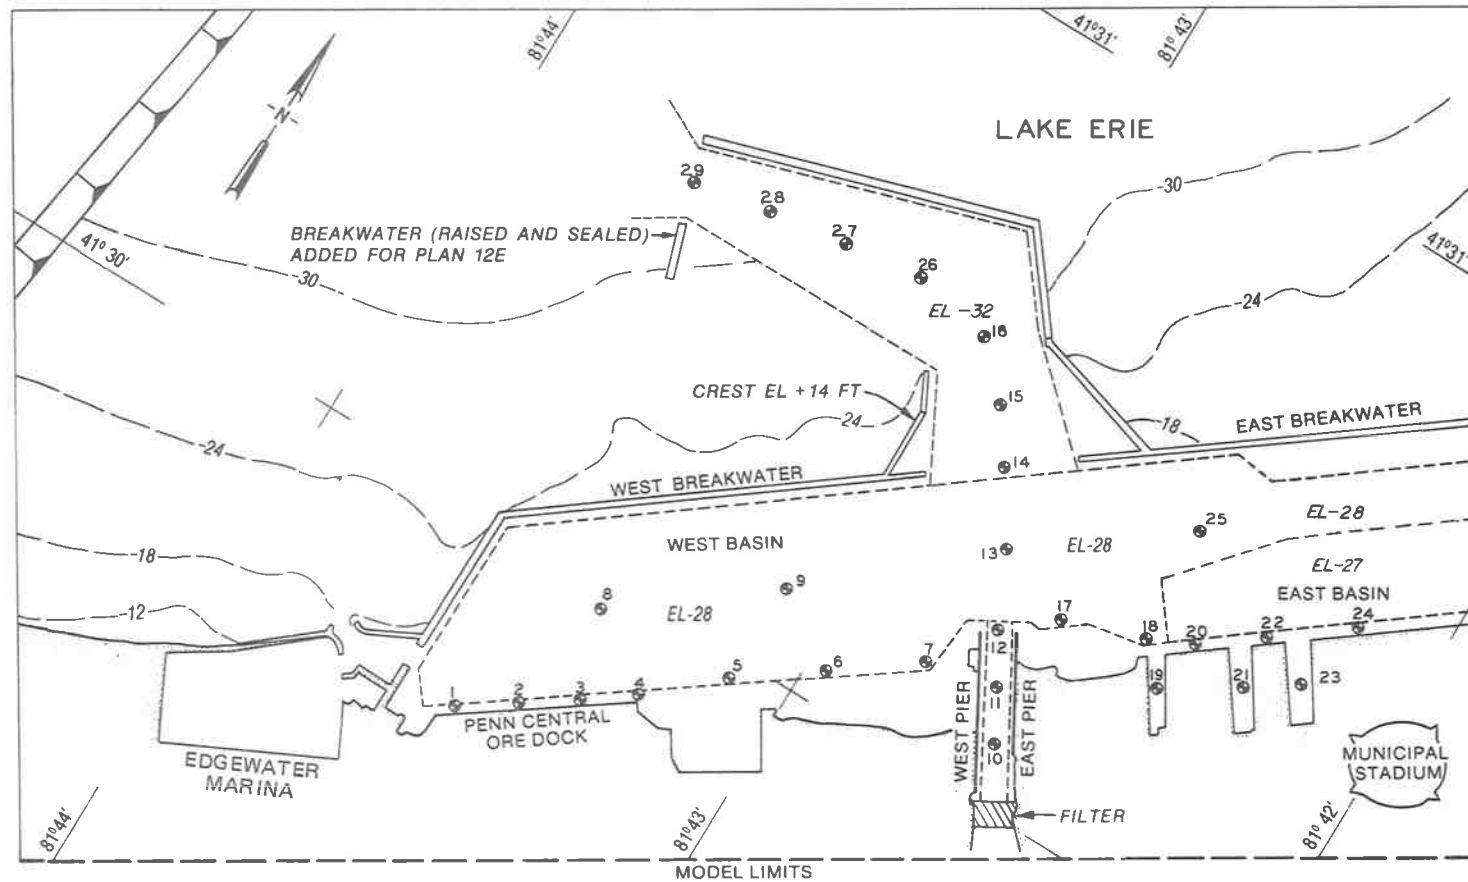 81°44'
41°31'
81°43'
N
LAKE ERIE
-30
29
28
BREAKWATER (RAISED AND SEALED)
ADDED FOR PLAN 12E
27
41°30'
41°31'
-30
26
-24
EL -32
16
CREST EL +14 FT
15
24
-18
EAST BREAKWATER
-24
14
WEST BREAKWATER
25
EL-28
WEST BASIN
13
EL-28
-18
EL-27
9
8
EL-28
EAST BASIN
-12
17
18
20
22
24
12
7
6
5
4
3
2
1
19
21
23
11
10
PENN CENTRAL
ORE DOCK
WEST PIER
EAST PIER
EDGEWATER
MARINA
MUNICIPAL
STADIUM
FILTER
81°44'
81°43'
81°42'
MODEL LIMITS